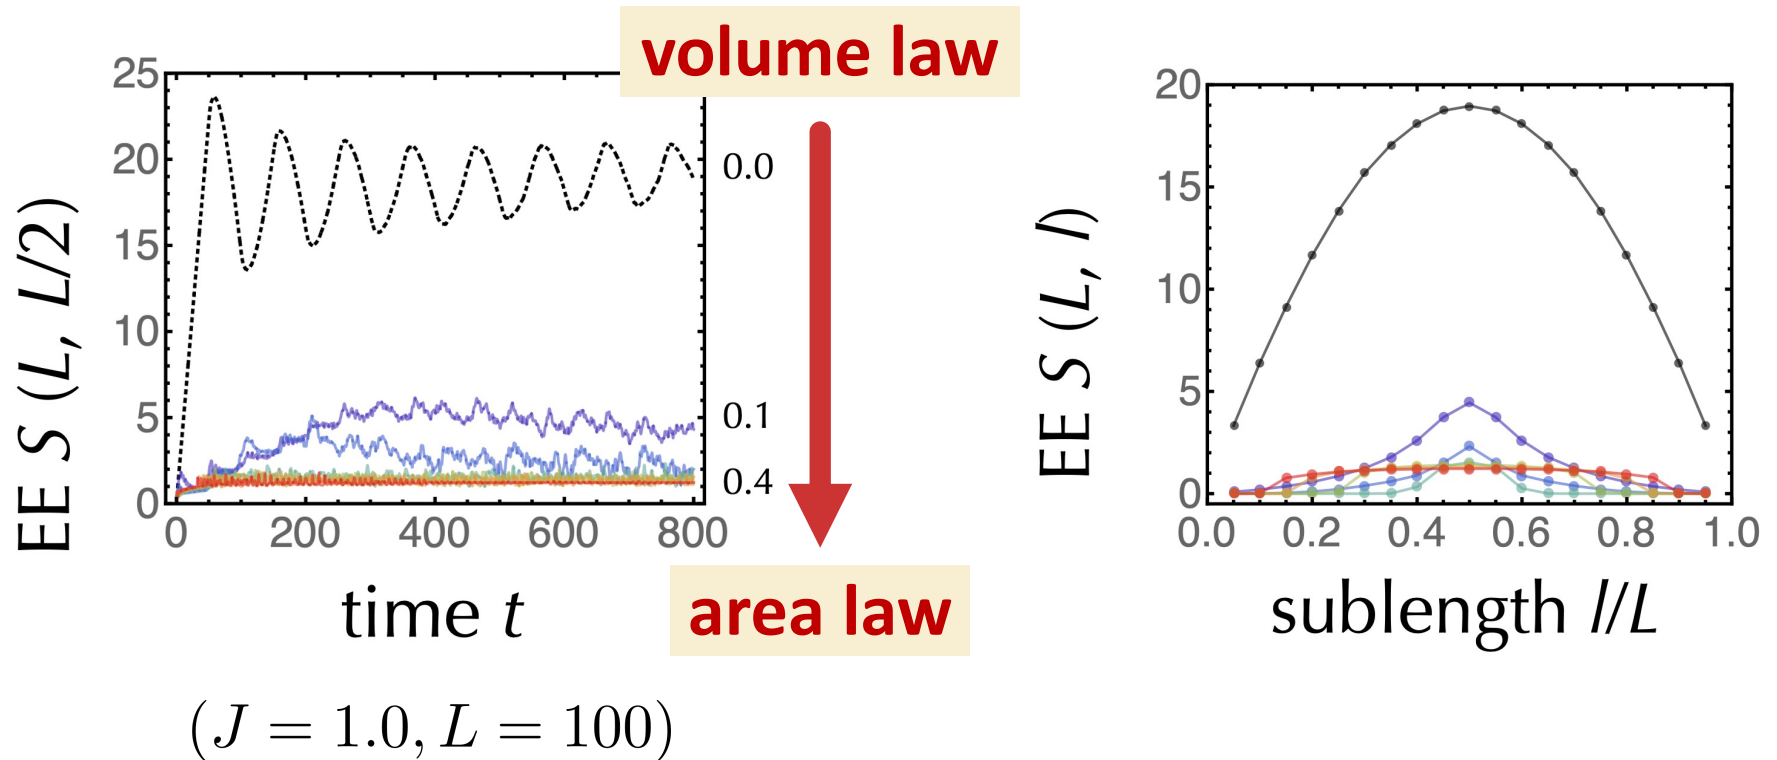 volume law
25
20
15
10
5
0
EE S (L, L/2)
0 200 400 600 800
time t
0.0
0.1
0.4
area law
(J = 1.0, L = 100)
20
15
10
5
0
EE S (L, l)
0.0 0.2 0.4 0.6 0.8 1.0
sublength l/L